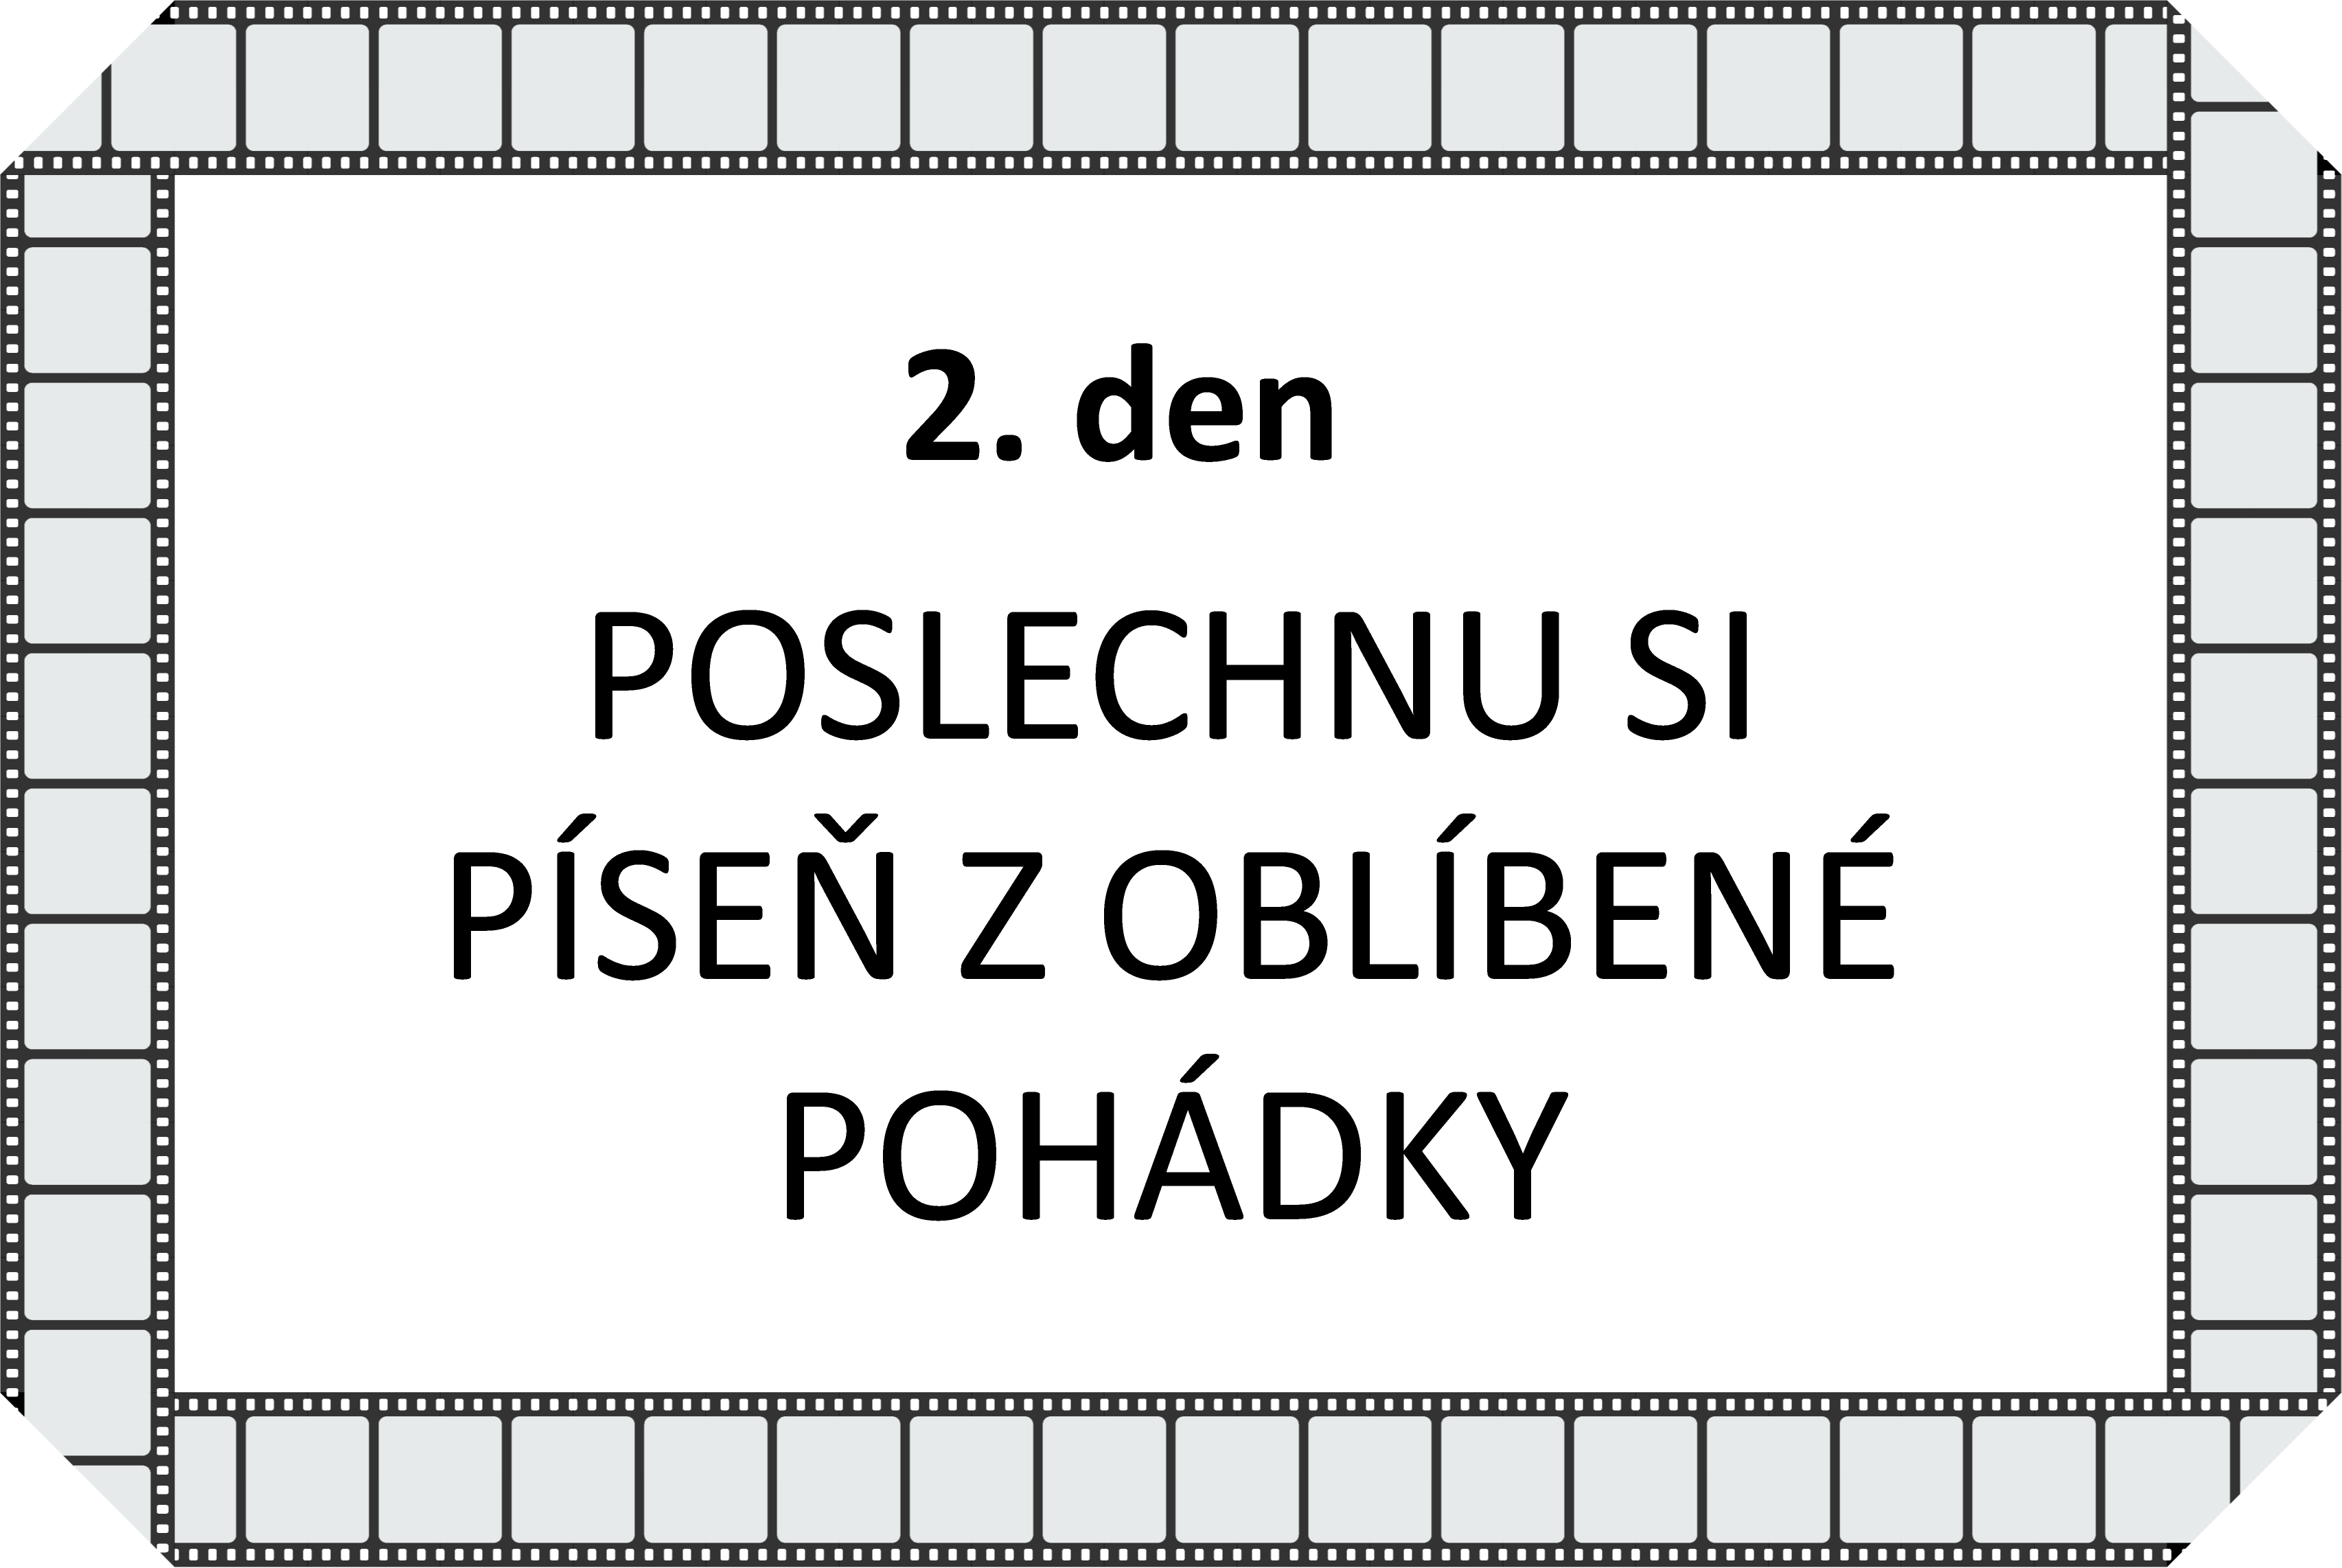 2. den
POSLECHNU SI
PÍSEŇ Z OBLÍBENÉ
POHÁDKY